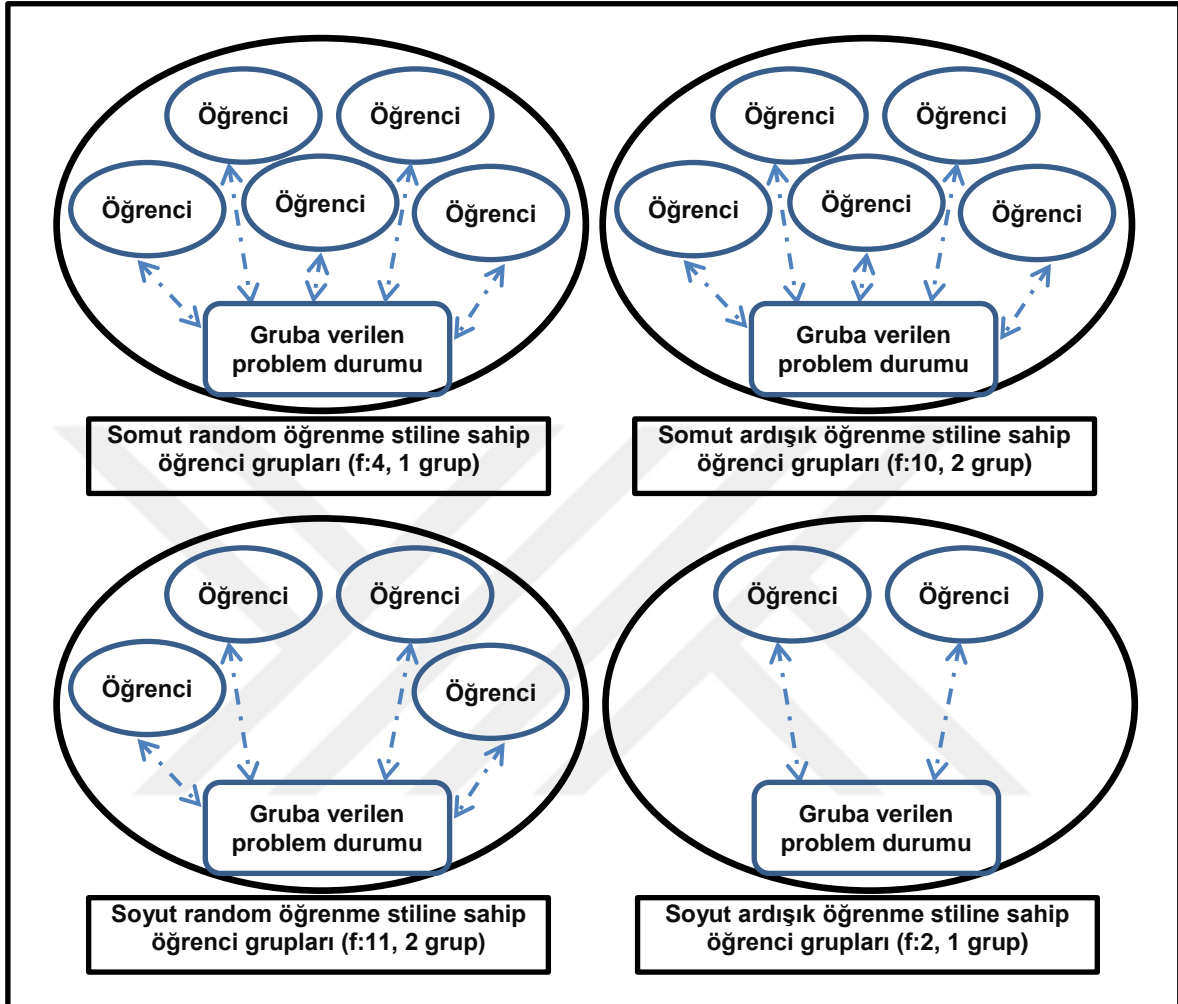 Öğrenci
Öğrenci
Öğrenci
Öğrenci
Öğrenci
Gruba verilen
problem durumu
Somut random öğrenme stiline sahip
öğrenci grupları (f:4, 1 grup)
Öğrenci
Öğrenci
Öğrenci
Öğrenci
Öğrenci
Gruba verilen
problem durumu
Somut ardışık öğrenme stiline sahip
öğrenci grupları (f:10, 2 grup)
Öğrenci
Öğrenci
Öğrenci
Öğrenci
Gruba verilen
problem durumu
Soyut random öğrenme stiline sahip
öğrenci grupları (f:11, 2 grup)
Öğrenci
Öğrenci
Gruba verilen
problem durumu
Soyut ardışık öğrenme stiline sahip
öğrenci grupları (f:2, 1 grup)